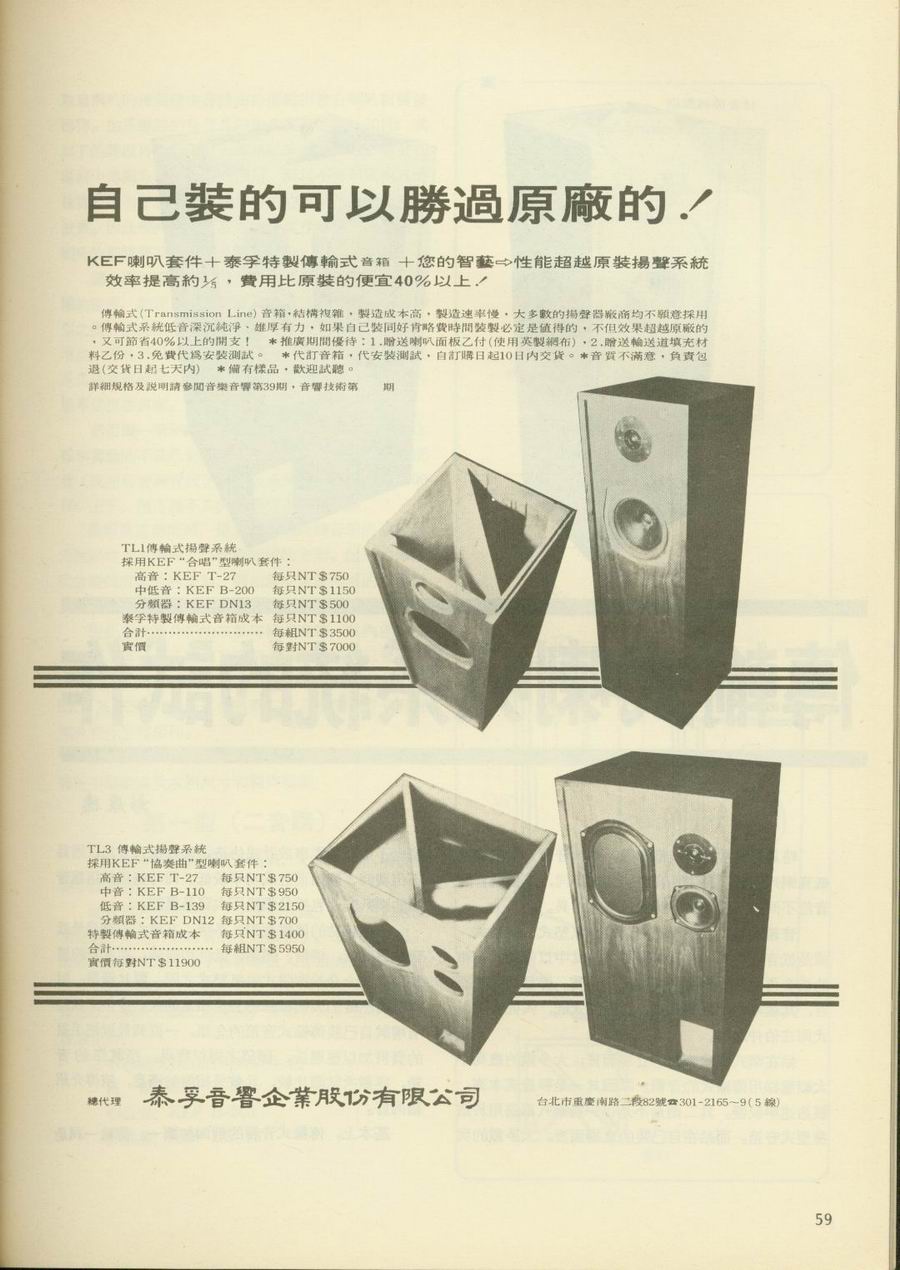 自己裝的可以勝過原廠的！
KEF喇叭套件＋泰孚特製傳輸式音箱＋您的智藝⇨性能超越原裝揚聲系統
效率提高約⅓，費用比原裝的便宜40％以上！
傳輸式(Transmission Line)音箱，結構複雜，製造成本高，製造速率慢，大多數的揚聲器廠商均不願意採用
。傳輸式系統低音深沉純淨、雄厚有力，如果自己裝同好肯略費時間裝製必定是值得的，不但效果超越原廠的
，又可節省40％以上的開支！　＊推廣期間優待：1.贈送喇叭面板乙付(使用英製網布)，2.贈送輸送道填充材
料乙份，3.免費代爲安裝測試。　＊代訂音箱，代安裝測試，自訂購日起10日内交貨。＊音質不滿意，負責包
退(交貨日起七天内)　＊備有樣品，歡迎試聽。
詳細規格及説明請參閲音樂音響第39期，音響技術第　　期
TL1傳輸式揚聲系統
採用KEF“合唱”型喇叭套件：
高音：KEF T-27　每只NT＄750
中低音：KEF B-200　每只NT＄1150
分頻器：KEF DN13　每只NT＄500
泰孚特製傳輸式音箱成本　每只NT＄1100
合計…………………………　每組NT＄3500
實價　每對NT＄7000
TL3 傳輸式揚聲系統
採用KEF“協奏曲”型喇叭套件：
高音：KEF T-27　每只NT＄750
中音：KEF B-110　每只NT＄950
低音：KEF B-139　每只NT＄2150
分頻器：KEF DN12　每只NT＄700
特製傳輸式音箱成本　每只NT＄1400
合計……………………　每組NT＄5950
實價每對NT＄11900
總代理　泰孚音響企業股份有限公司　台北市重慶南路二段82號☎301-2165～9(5線)
59